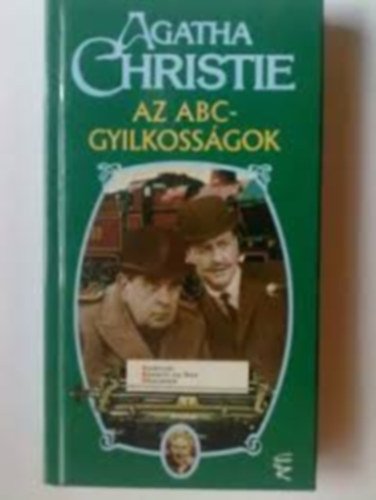 AGATHA
CHRISTIE
AZ ABC-
GYILKOSSÁGOK